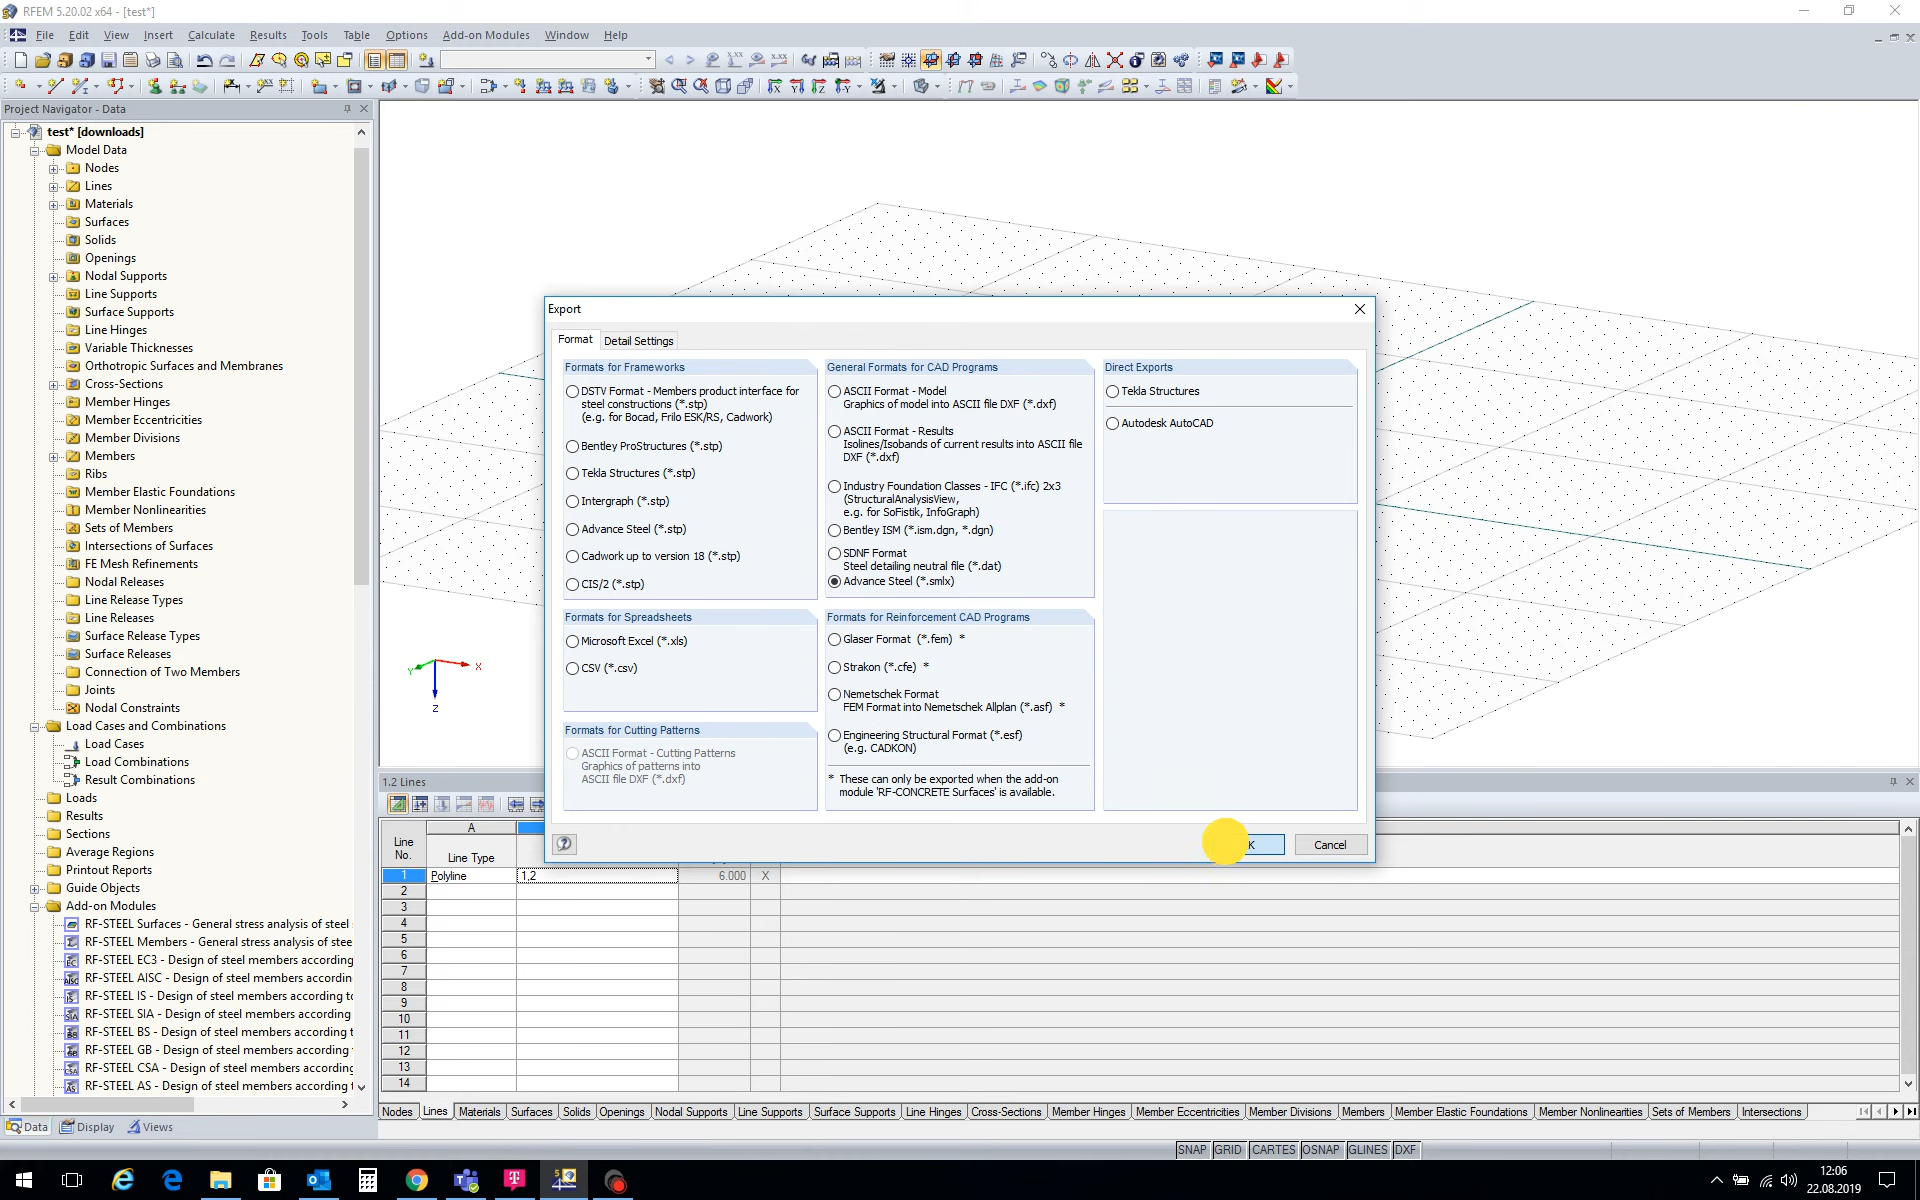 RFEM 5.20.02 x64 - [test*]
File Edit View Insert Calculate Results Tools Table Options Add-on Modules Window Help
Project Navigator - Data
test* [downloads]
Model Data
Nodes
Lines
Materials
Surfaces
Solids
Openings
Nodal Supports
Line Supports
Surface Supports
Line Hinges
Variable Thicknesses
Orthotropic Surfaces and Membranes
Cross-Sections
Member Hinges
Member Eccentricities
Member Divisions
Members
Ribs
Member Elastic Foundations
Member Nonlinearities
Sets of Members
Intersections of Surfaces
FE Mesh Refinements
Nodal Releases
Line Release Types
Line Releases
Surface Release Types
Surface Releases
Connection of Two Members
Joints
Nodal Constraints
Load Cases and Combinations
Load Cases
Load Combinations
Result Combinations
Loads
Results
Sections
Average Regions
Printout Reports
Guide Objects
Add-on Modules
RF-STEEL Surfaces - General stress analysis of steel
RF-STEEL Members - General stress analysis of stee
RF-STEEL EC3 - Design of steel members according
RF-STEEL AISC - Design of steel members accordin
RF-STEEL IS - Design of steel members according to
RF-STEEL SIA - Design of steel members according
RF-STEEL BS - Design of steel members according t
RF-STEEL GB - Design of steel members according
RF-STEEL CSA - Design of steel members according
RF-STEEL AS - Design of steel members according t
Data Display Views
X
Y
Z
Export
Format Detail Settings
Formats for Frameworks
DSTV Format - Members product interface for
steel constructions (*.stp)
(e.g. for Bocad, Frilo ESK/RS, Cadwork)
Bentley ProStructures (*.stp)
Tekla Structures (*.stp)
Intergraph (*.stp)
Advance Steel (*.stp)
Cadwork up to version 18 (*.stp)
CIS/2 (*.stp)
Formats for Spreadsheets
Microsoft Excel (*.xls)
CSV (*.csv)
Formats for Cutting Patterns
ASCII Format - Cutting Patterns
Graphics of patterns into
ASCII file DXF (*.dxf)
General Formats for CAD Programs
ASCII Format - Model
Graphics of model into ASCII file DXF (*.dxf)
ASCII Format - Results
Isolines/Isobands of current results into ASCII file
DXF (*.dxf)
Industry Foundation Classes - IFC (*.ifc) 2x3
(StructuralAnalysisView,
e.g. for SoFistik, InfoGraph)
Bentley ISM (*.ism.dgn, *.dgn)
SDNF Format
Steel detailing neutral file (*.dat)
Advance Steel (*.smlx)
Formats for Reinforcement CAD Programs
Glaser Format (*.fem) *
Strakon (*.cfe) *
Nemetschek Format
FEM Format into Nemetschek Allplan (*.asf) *
Engineering Structural Format (*.esf)
(e.g. CADKON)
* These can only be exported when the add-on
module 'RF-CONCRETE Surfaces' is available.
Direct Exports
Tekla Structures
Autodesk AutoCAD
K Cancel
1.2 Lines
A
Line
No.
Line Type
1 Polyline 1,2 6.000 X
2
3
4
5
6
7
8
9
10
11
12
13
14
Nodes Lines Materials Surfaces Solids Openings Nodal Supports Line Supports Surface Supports Line Hinges Cross-Sections Member Hinges Member Eccentricities Member Divisions Members Member Elastic Foundations Member Nonlinearities Sets of Members Intersections
SNAP GRID CARTES OSNAP GLINES DXF
12:06
22.08.2019